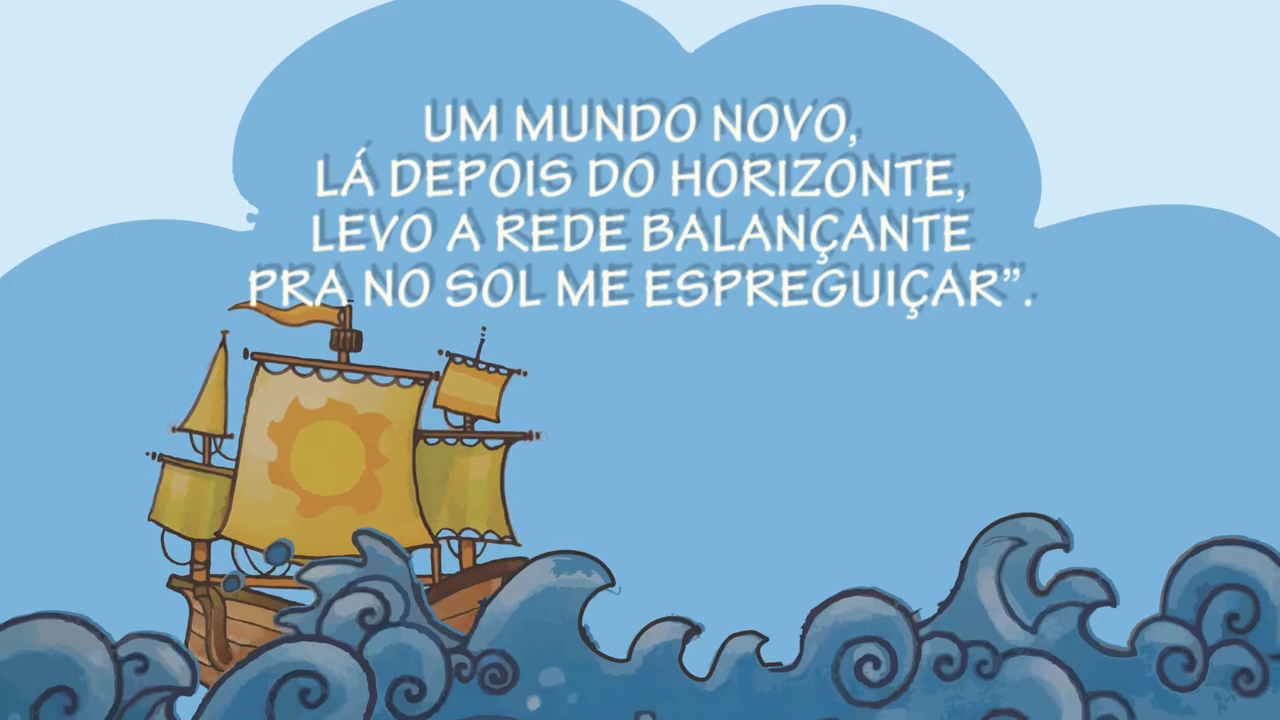 UM MUNDO NOVO,
LÁ DEPOIS DO HORIZONTE,
LEVO A REDE BALANÇANTE
PRA NO SOL ME ESPREGUIÇAR”.